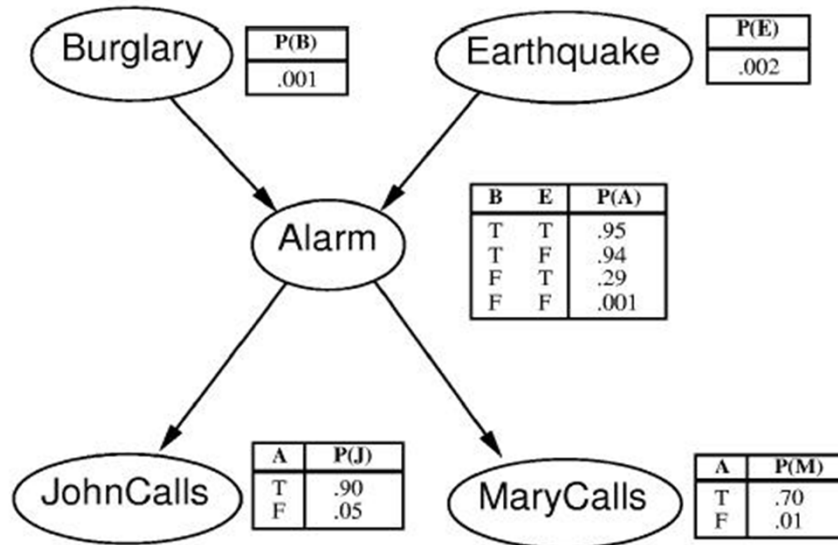 Burglary
P(B)
.001
Earthquake
P(E)
.002
Alarm
B E P(A)
T T .95
T F .94
F T .29
F F .001
JohnCalls
A P(J)
T .90
F .05
MaryCalls
A P(M)
T .70
F .01